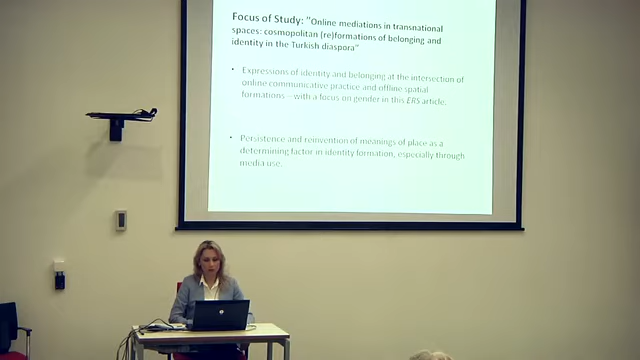 Focus of Study: "Online mediations in transnational
spaces: cosmopolitan (re)formations of belonging and
identity in the Turkish diaspora"
• Expressions of identity and belonging at the intersection of
online communicative practice and offline spatial
formations – with a focus on gender in this ERS article.
• Persistence and reinvention of meanings of place as a
determining factor in identity formation, especially through
media use.